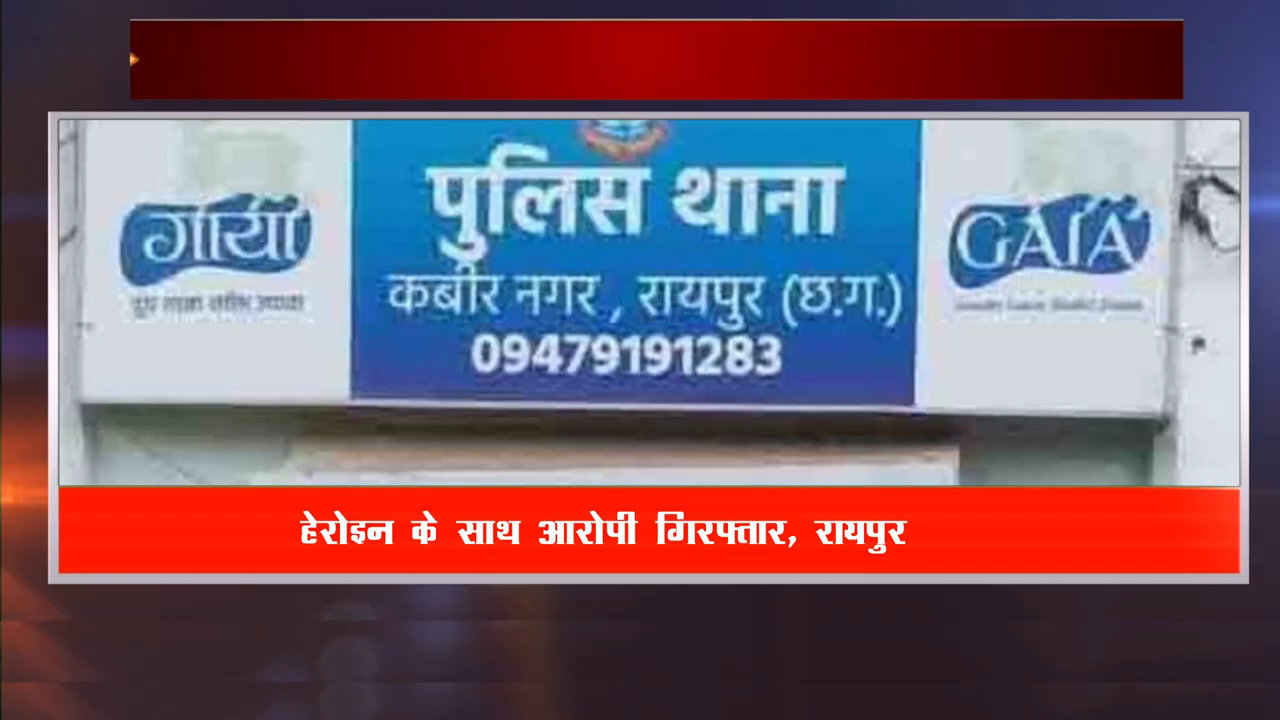 पुलिस थाना
कबीर नगर, रायपुर (छ.ग.)
09479191283
गाया
GAIA
हेरोइन के साथ आरोपी गिरफ्तार, रायपुर